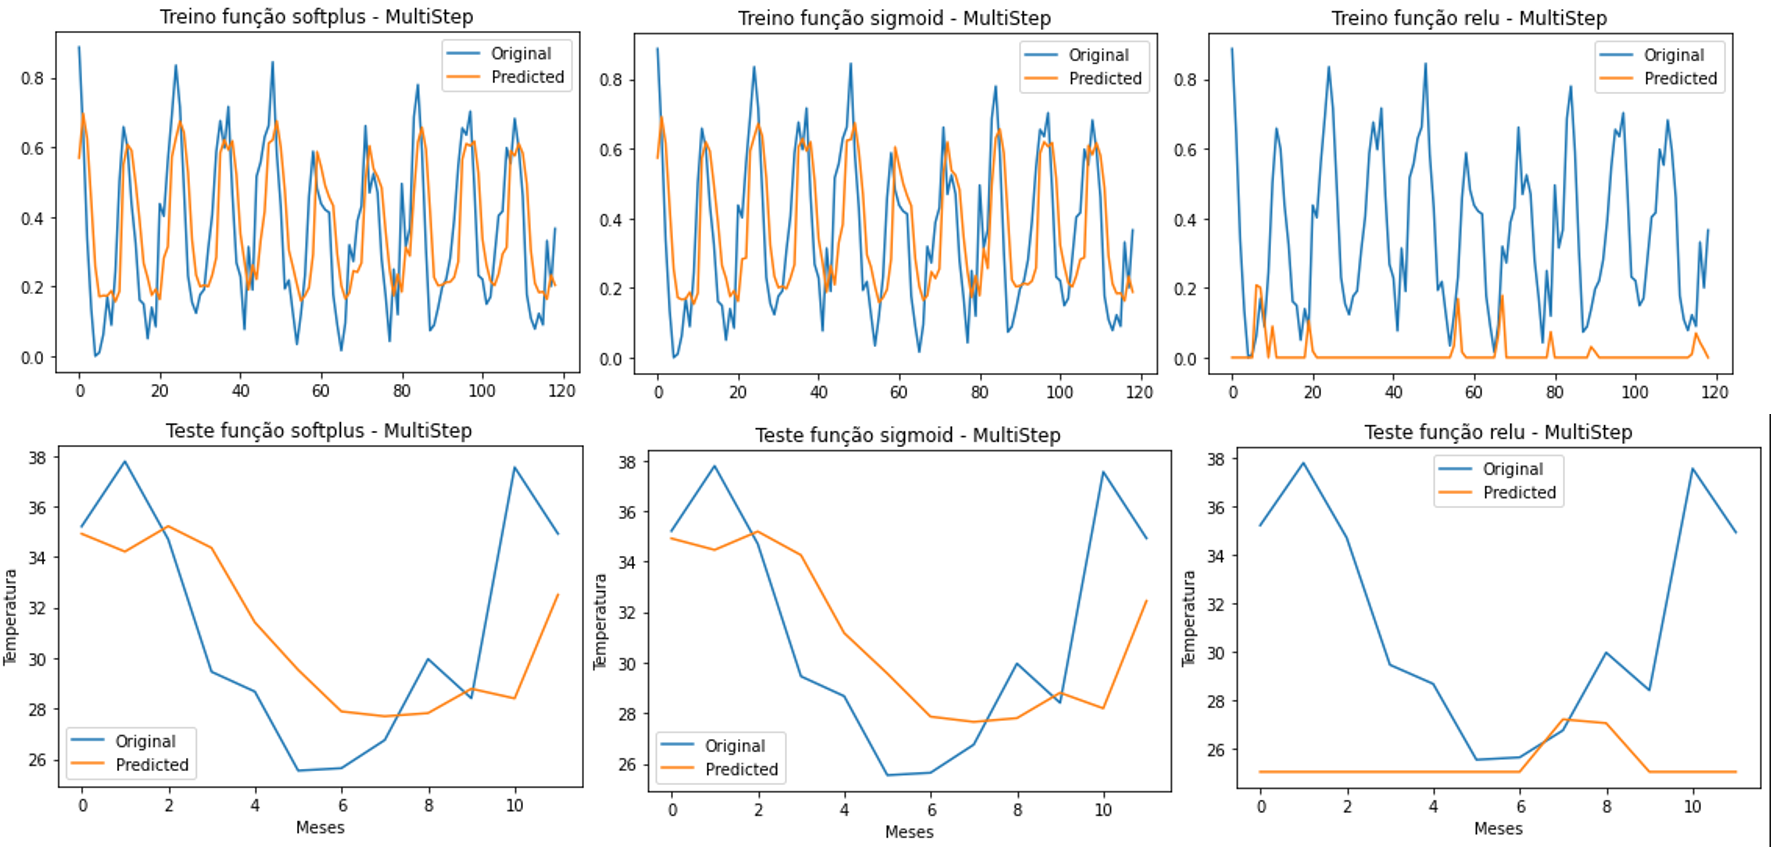 Treino função softplus - MultiStep
Original
Predicted
0.8
0.6
0.4
0.2
0.0
0 20 40 60 80 100 120
Treino função sigmoid - MultiStep
Original
Predicted
0.8
0.6
0.4
0.2
0.0
0 20 40 60 80 100 120
Treino função relu - MultiStep
Original
Predicted
0.8
0.6
0.4
0.2
0.0
0 20 40 60 80 100 120
Teste função softplus - MultiStep
Temperatura
38
36
34
32
30
28
26
Original
Predicted
0 2 4 6 8 10
Meses
Teste função sigmoid - MultiStep
Temperatura
38
36
34
32
30
28
26
Original
Predicted
0 2 4 6 8 10
Meses
Teste função relu - MultiStep
Original
Predicted
Temperatura
38
36
34
32
30
28
26
0 2 4 6 8 10
Meses